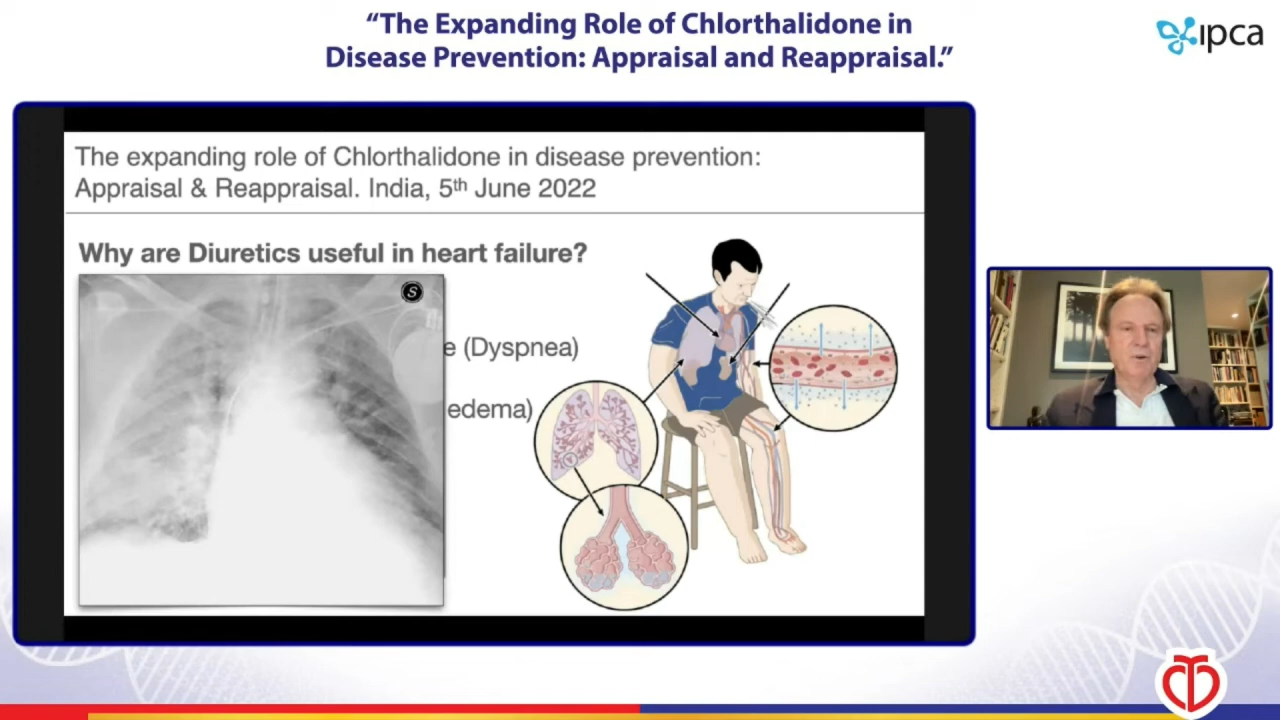 “The Expanding Role of Chlorthalidone in
Disease Prevention: Appraisal and Reappraisal.”
ipca
The expanding role of Chlorthalidone in disease prevention:
Appraisal & Reappraisal. India, 5th June 2022
Why are Diuretics useful in heart failure?
S
e (Dyspnea)
edema)